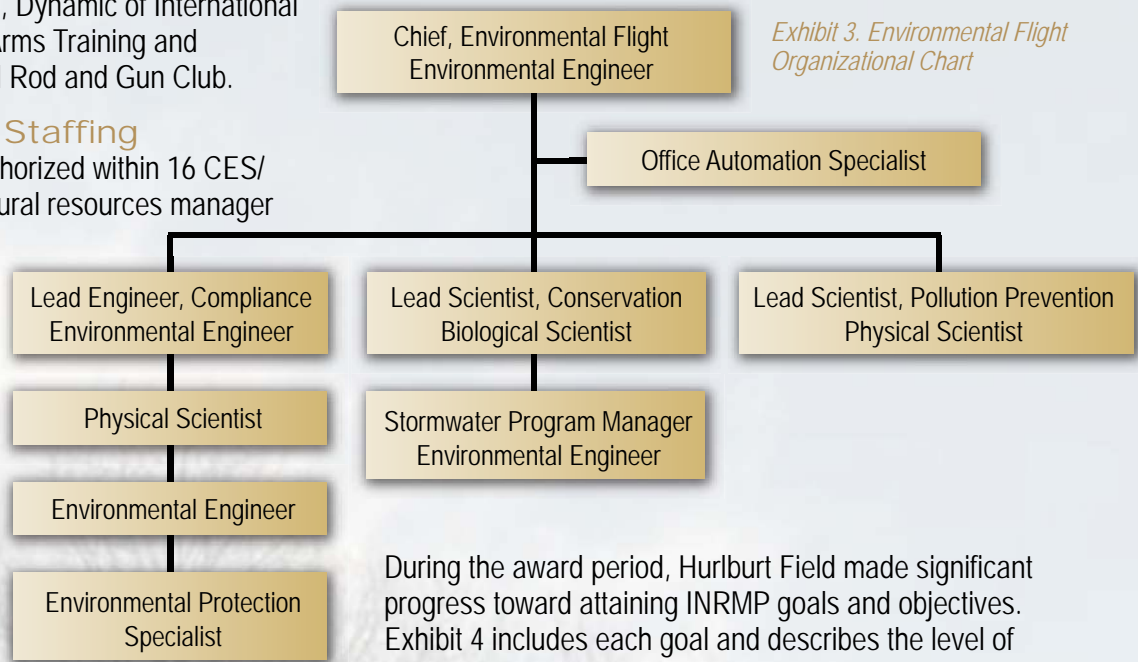 , Dynamic of International
Arms Training and
Rod and Gun Club.
Staffing
horized within 16 CES/
ural resources manager
Exhibit 3. Environmental Flight
Organizational Chart
Chief, Environmental Flight
Environmental Engineer
Office Automation Specialist
Lead Engineer, Compliance
Environmental Engineer
Lead Scientist, Conservation
Biological Scientist
Lead Scientist, Pollution Prevention
Physical Scientist
Physical Scientist
Environmental Engineer
Environmental Protection
Specialist
Stormwater Program Manager
Environmental Engineer
During the award period, Hurlburt Field made significant
progress toward attaining INRMP goals and objectives.
Exhibit 4 includes each goal and describes the level of